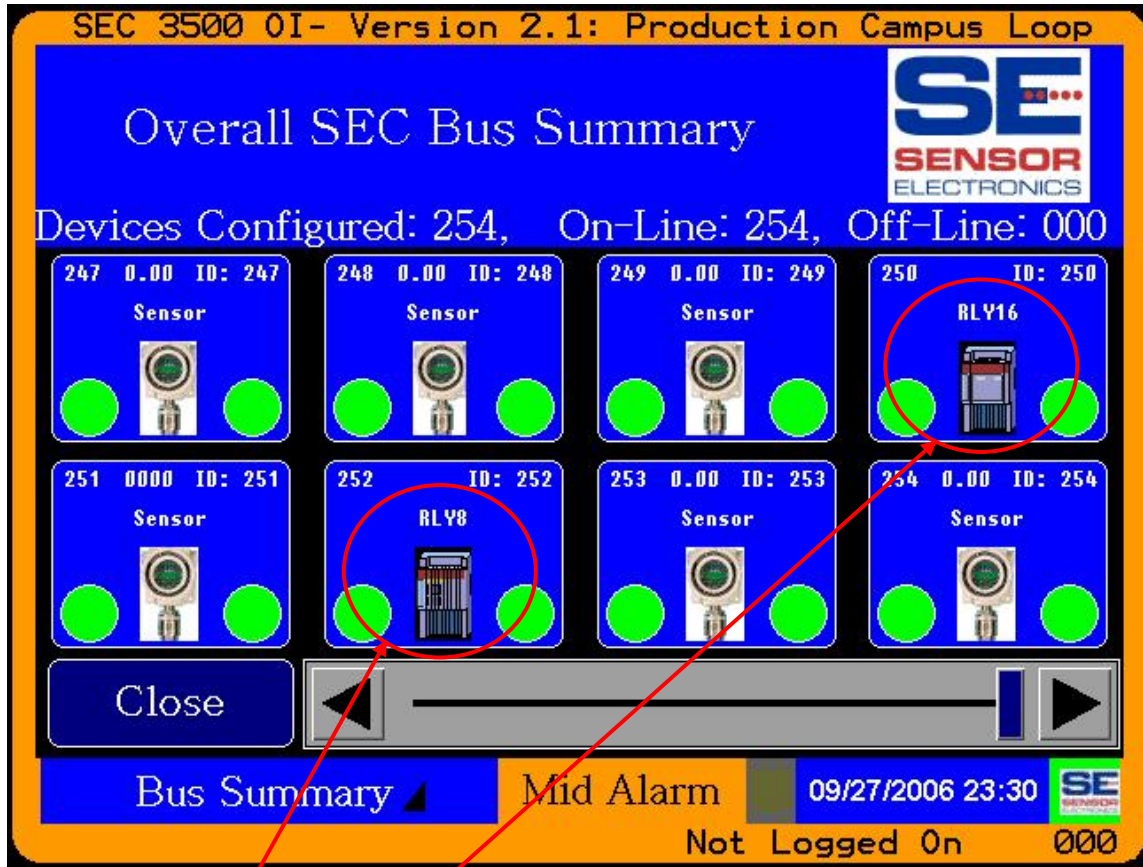 SEC 3500 OI- Version 2.1: Production Campus Loop
Overall SEC Bus Summary
SE
SENSOR
ELECTRONICS
Devices Configured: 254, On-Line: 254, Off-Line: 000
247 0.00 ID: 247
Sensor
248 0.00 ID: 248
Sensor
249 0.00 ID: 249
Sensor
250 ID: 250
RLY16
251 0000 ID: 251
Sensor
252 ID: 252
RLY8
253 0.00 ID: 253
Sensor
254 0.00 ID: 254
Sensor
Close
Bus Summary
Mid Alarm
09/27/2006 23:30
SE
SENSOR
Not Logged On 000